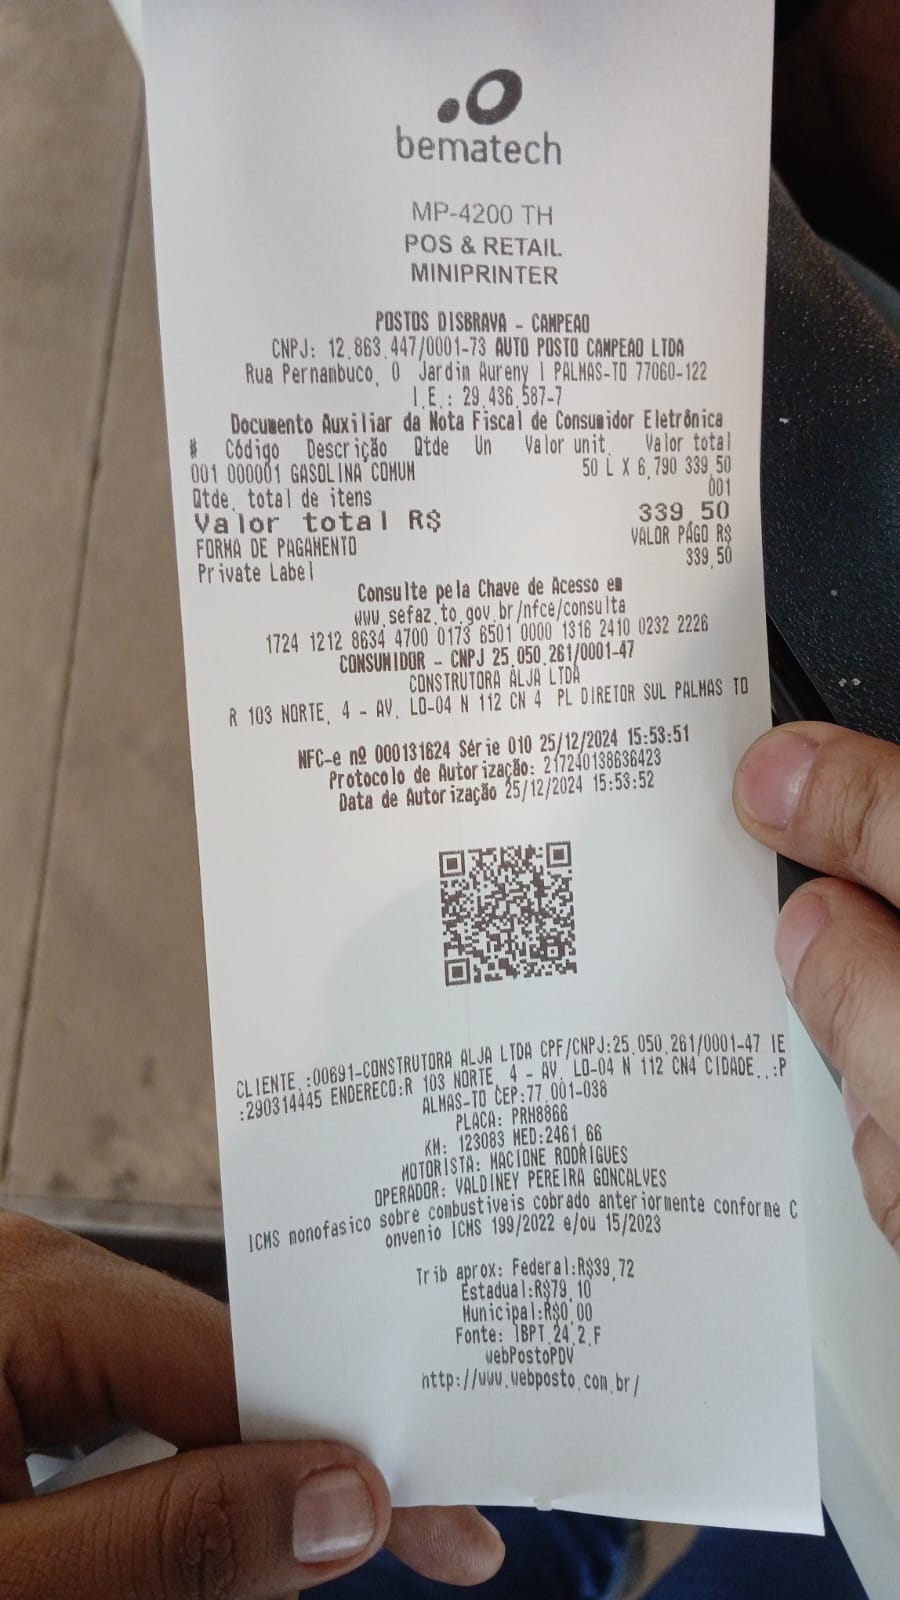 bematech
MP-4200 TH
POS & RETAIL
MINIPRINTER
POSTOS DISBRAVA - CAMPEAO
CNPJ: 12.863.447/0001-73 AUTO POSTO CAMPEAO LTDA
Rua Pernambuco, 0 Jardim Aureny I PALMAS-TO 77060-122
I.E.: 29.436.587-7
Documento Auxiliar da Nota Fiscal de Consumidor Eletrônica
# Código Descrição Qtde Un Valor unit. Valor total
001 000001 GASOLINA COMUM 50 L X 6,790 339,50
Qtde. total de itens 001
Valor total R$ 339,50
FORMA DE PAGAMENTO VALOR PAGO R$
Private Label 339,50
Consulte pela Chave de Acesso em
www.sefaz.to.gov.br/nfce/consulta
1724 1212 8634 4700 0173 6501 0000 1316 2410 0232 2226
CONSUMIDOR - CNPJ 25.050.261/0001-47
CONSTRUTORA ALJA LTDA
R 103 NORTE, 4 - AV. LO-04 N 112 CN 4 PL DIRETOR SUL PALMAS TO
NFC-e nº 000131624 Série 010 25/12/2024 15:53:51
Protocolo de Autorização: 217240138636423
Data de Autorização 25/12/2024 15:53:52
CLIENTE.:00691-CONSTRUTORA ALJA LTDA CPF/CNPJ:25.050.261/0001-47 IE
:290314445 ENDERECO:R 103 NORTE, 4 - AV. LO-04 N 112 CN4 CIDADE..:P
ALMAS-TO CEP:77.001-038
PLACA: PRH8866
KM: 123083 MED:2461,66
MOTORISTA: MACIONE RODRIGUES
OPERADOR: VALDINEY PEREIRA GONCALVES
ICMS monofasico sobre combustiveis cobrado anteriormente conforme C
onvenio ICMS 199/2022 e/ou 15/2023
Trib aprox: Federal:R$39,72
Estadual:R$79,10
Municipal:R$0,00
Fonte: IBPT.24.2.F
webPostoPDV
http://www.webposto.com.br/